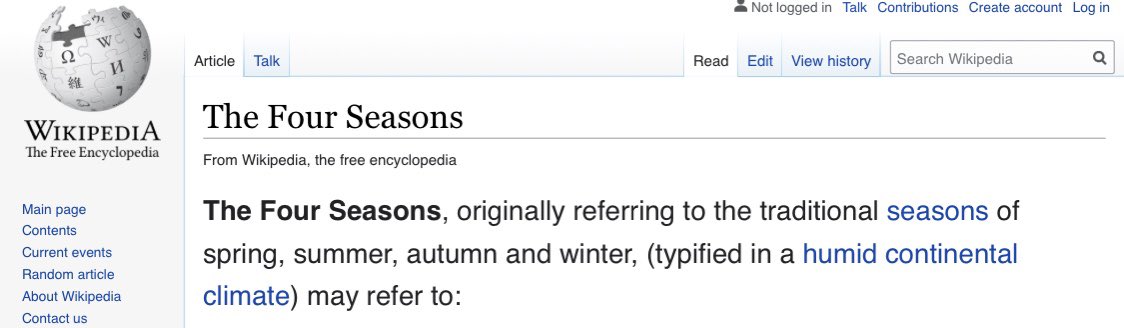 Not logged in Talk Contributions Create account Log in
Article Talk Read Edit View history Search Wikipedia
Ω W И 維 7
WIKIPEDIA
The Free Encyclopedia
The Four Seasons
From Wikipedia, the free encyclopedia
Main page
Contents
Current events
Random article
About Wikipedia
Contact us
The Four Seasons, originally referring to the traditional seasons of
spring, summer, autumn and winter, (typified in a humid continental
climate) may refer to: